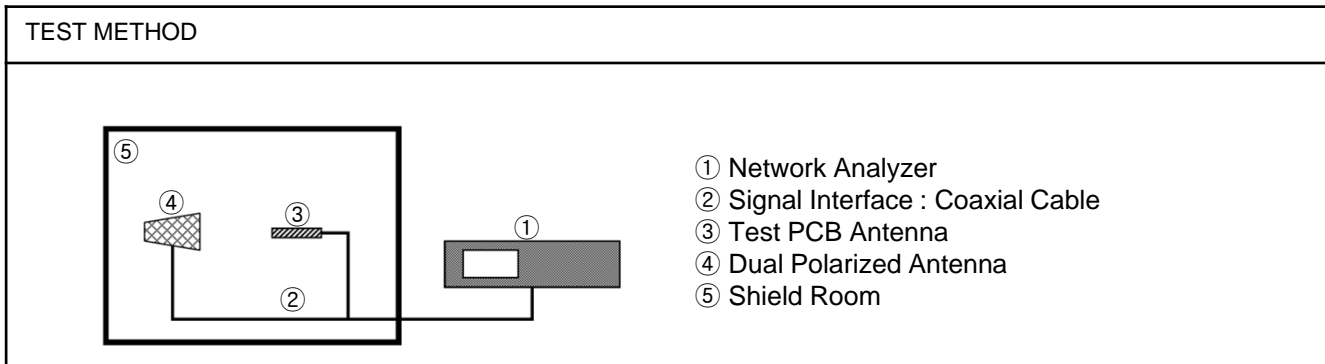 TEST METHOD
⑤
④
③
①
②
① Network Analyzer
② Signal Interface : Coaxial Cable
③ Test PCB Antenna
④ Dual Polarized Antenna
⑤ Shield Room